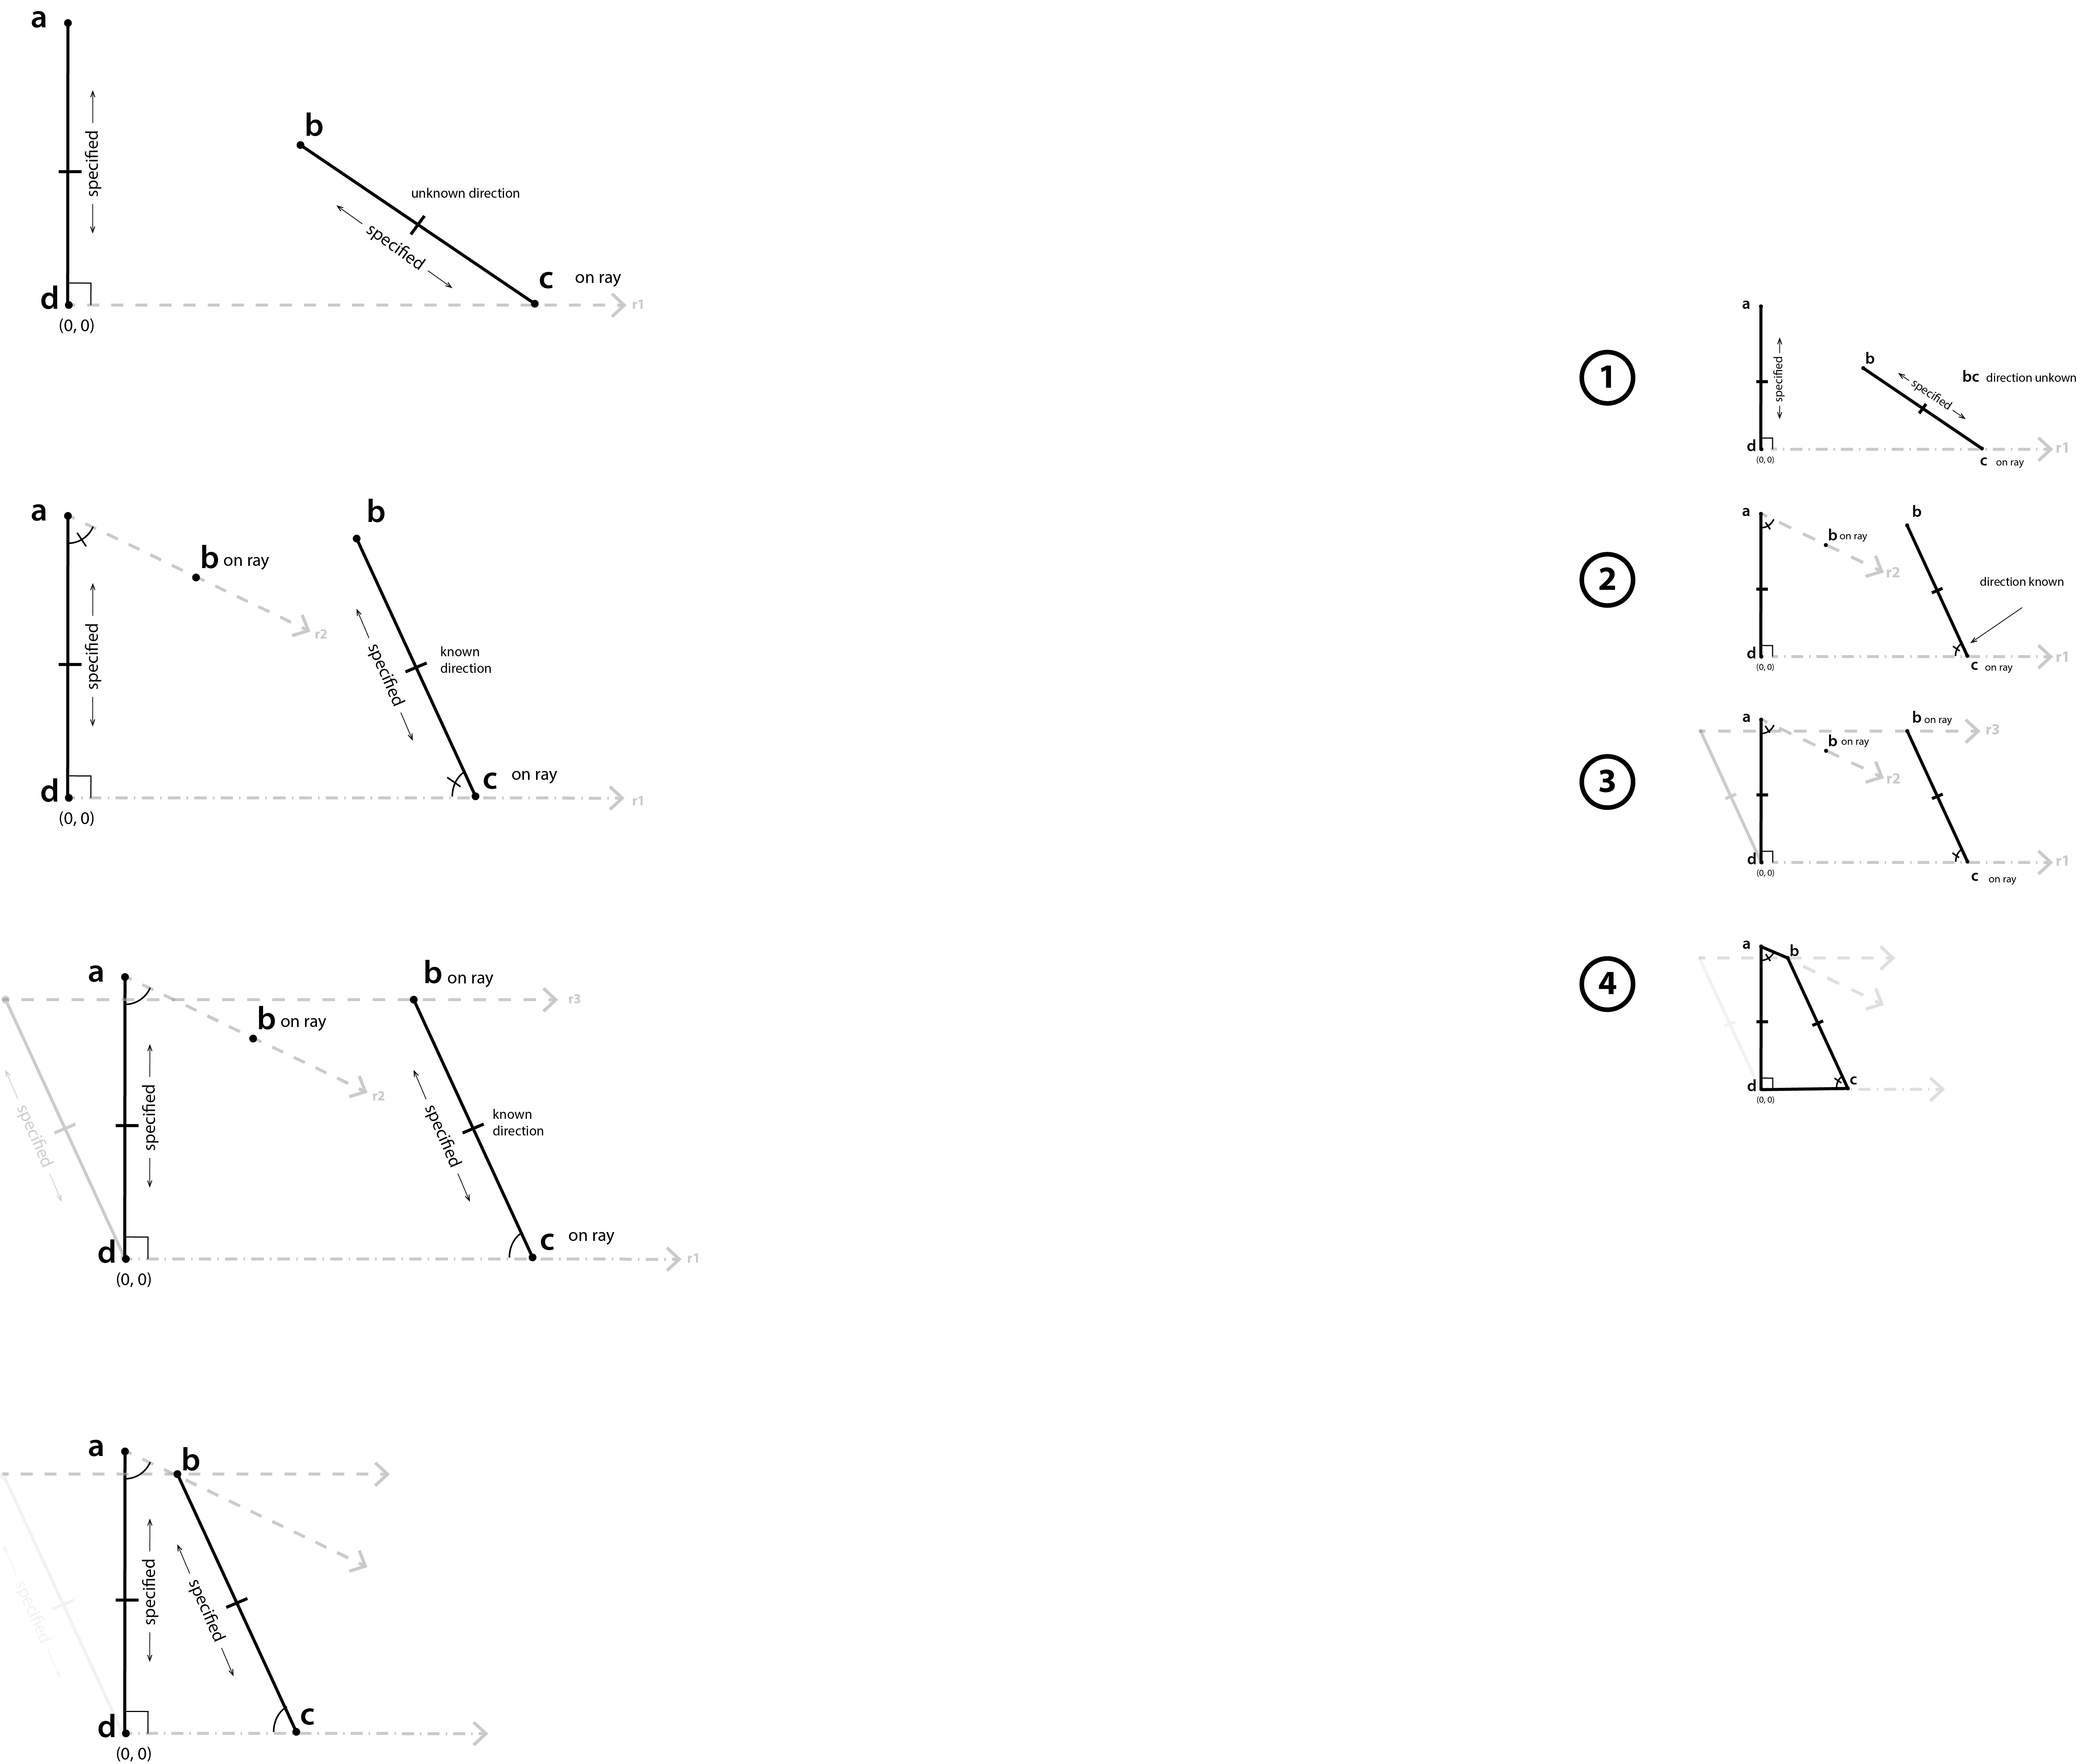 a
specified
b
unknown direction
specified
c on ray
d
r1
(0, 0)
a
b
b on ray
r2
specified
specified
known
direction
c on ray
d
r1
(0, 0)
a
b on ray
r3
b on ray
r2
specified
specified
specified
known
direction
c on ray
d
r1
(0, 0)
a
b
specified
specified
specified
c
d
(0, 0)
1
a
specified
b
specified
bc direction unkown
d
r1
(0, 0)
c on ray
2
a
b
b on ray
r2
direction known
d
r1
(0, 0)
c on ray
3
a
b on ray
r3
b on ray
r2
d
r1
(0, 0)
c on ray
4
a
b
c
d
(0, 0)